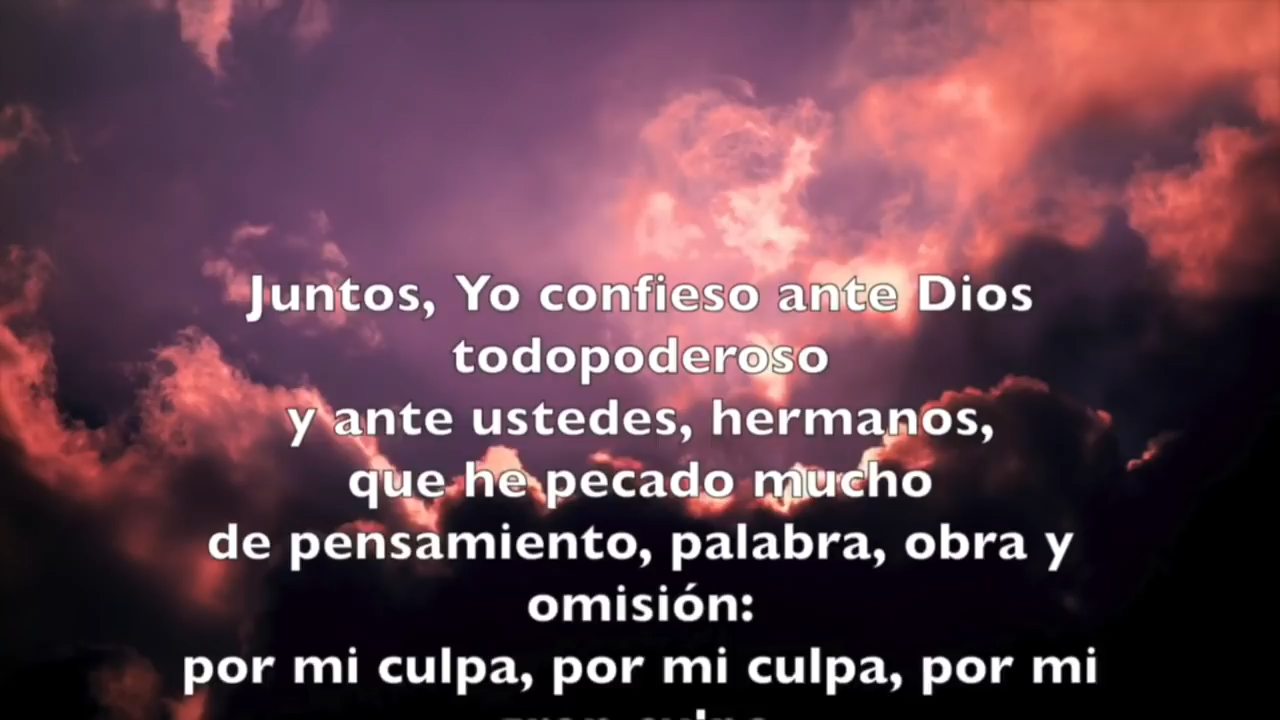 Juntos, Yo confieso ante Dios
todopoderoso
y ante ustedes, hermanos,
que he pecado mucho
de pensamiento, palabra, obra y
omisión:
por mi culpa, por mi culpa, por mi